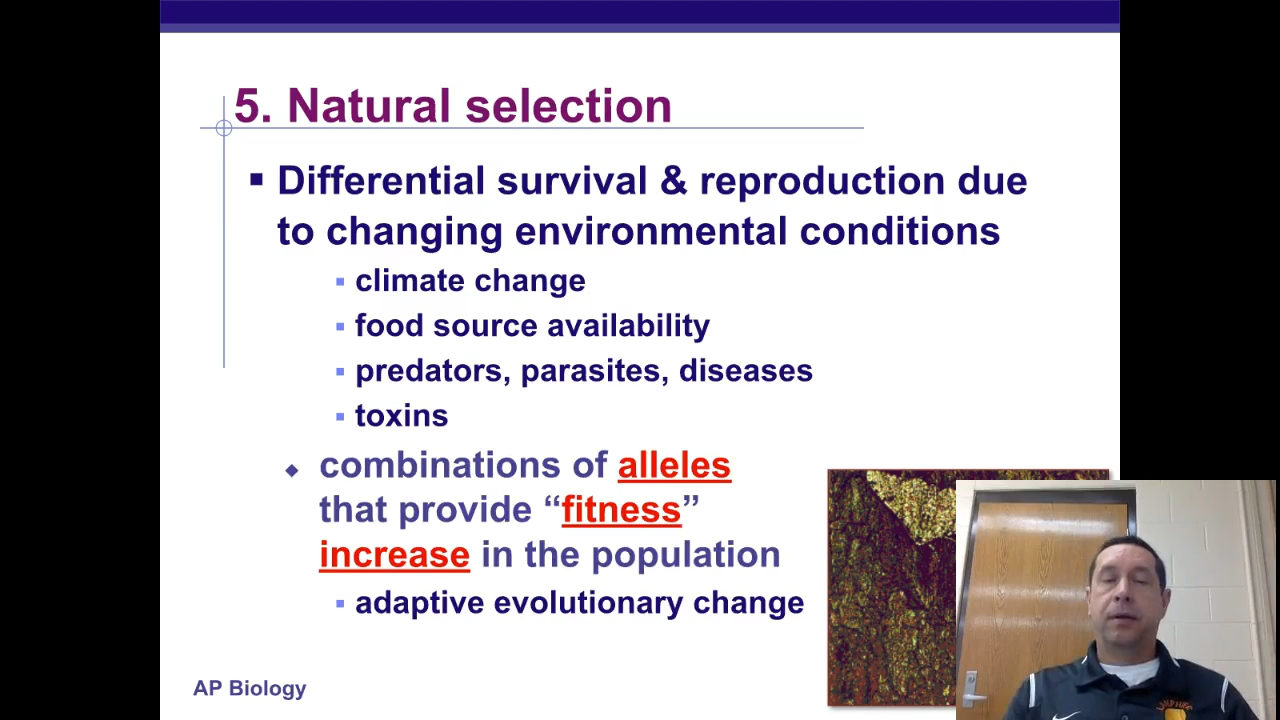 5. Natural selection
▪ Differential survival & reproduction due
to changing environmental conditions
▪ climate change
▪ food source availability
▪ predators, parasites, diseases
▪ toxins
◆ combinations of alleles
that provide “fitness”
increase in the population
▪ adaptive evolutionary change
AP Biology